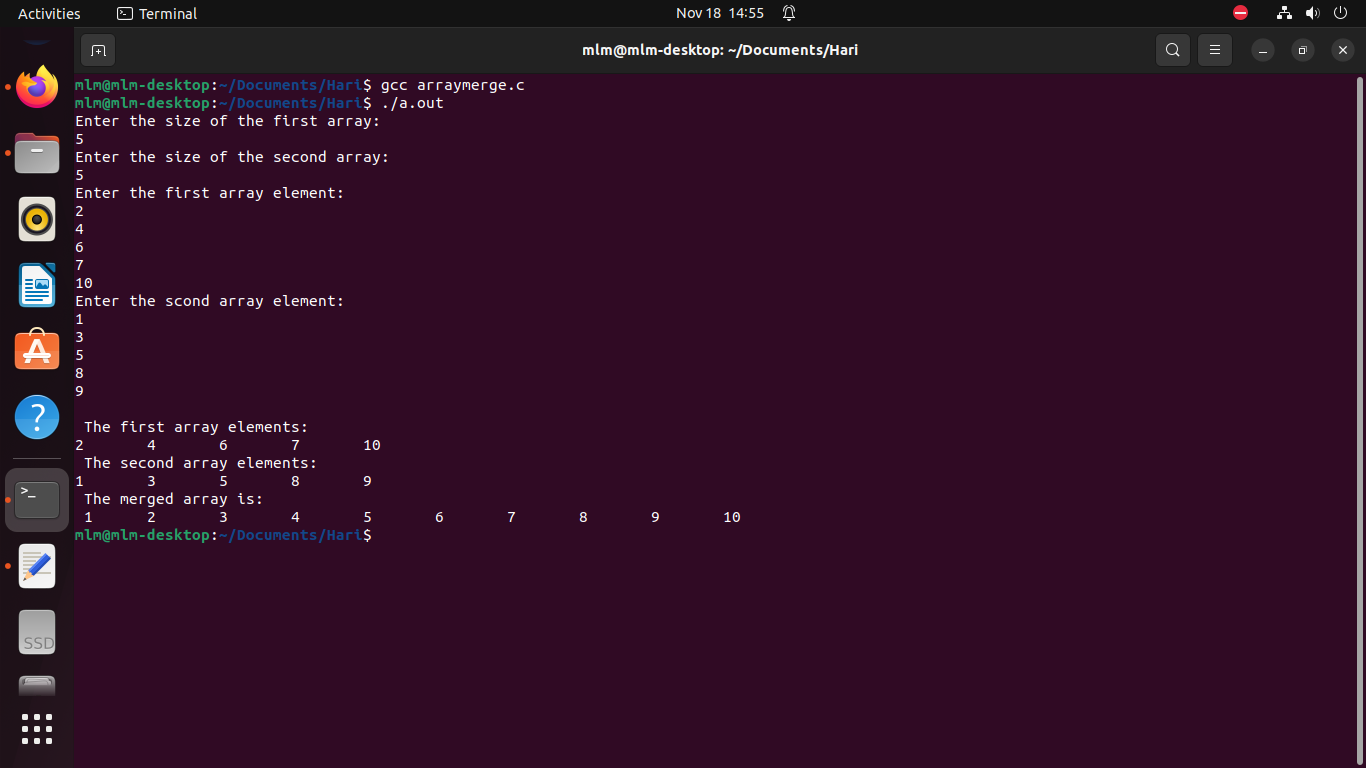 Activities Terminal Nov 18 14:55
mlm@mlm-desktop: ~/Documents/Hari
mlm@mlm-desktop:~/Documents/Hari$ gcc arraymerge.c
mlm@mlm-desktop:~/Documents/Hari$ ./a.out
Enter the size of the first array:
5
Enter the size of the second array:
5
Enter the first array element:
2
4
6
7
10
Enter the scond array element:
1
3
5
8
9
The first array elements:
2 4 6 7 10
The second array elements:
1 3 5 8 9
The merged array is:
1 2 3 4 5 6 7 8 9 10
mlm@mlm-desktop:~/Documents/Hari$
SSD